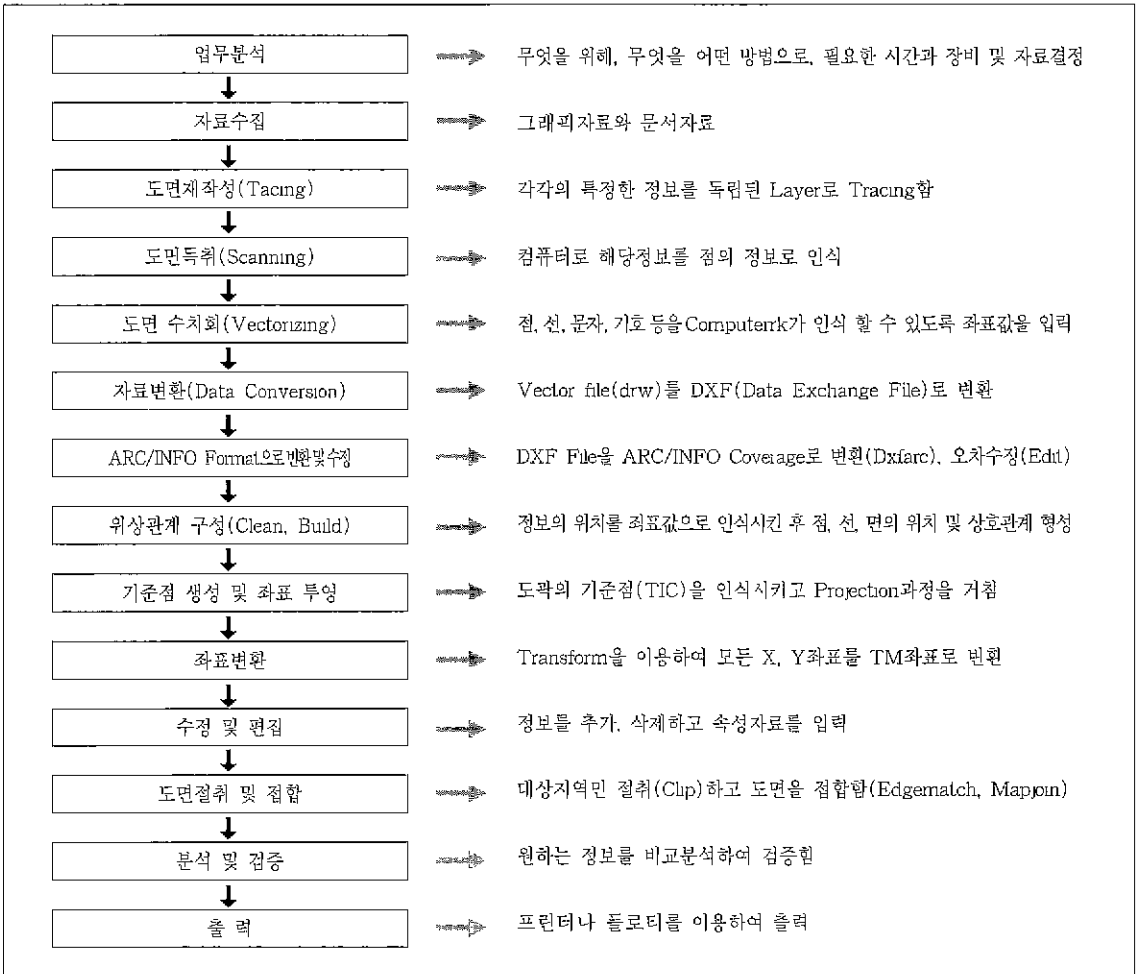 업무분석
무엇을 위해, 무엇을 어떤 방법으로, 필요한 시간과 장비 및 자료결정
자료수집
그래픽자료와 문서자료
도면재작성(Tacing)
각각의 특정한 정보를 독립된 Layer로 Tracing함
도면독취(Scanning)
컴퓨터로 해당정보를 점의 정보로 인식
도면 수치화(Vectorizing)
점, 선, 문자, 기호 등을 Computerrk가 인식 할 수 있도록 좌표값을 입력
자료변환(Data Conversion)
Vector file(drw)를 DXF(Data Exchange File)로 변환
ARC/INFO Format으로변환및수정
DXF File을 ARC/INFO Coverage로 변환(Dxfarc), 오차수정(Edit)
위상관계 구성(Clean, Build)
정보의 위치를 좌표값으로 인식시킨 후 점, 선, 면의 위치 및 상호관계 형성
기준점 생성 및 좌표 투영
도곽의 기준점(TIC)을 인식시키고 Projection과정을 거침
좌표변환
Transform을 이용하여 모든 X, Y좌표를 TM좌표로 변환
수정 및 편집
정보를 추가, 삭제하고 속성자료를 입력
도면절취 및 접합
대상지역만 절취(Clip)하고 도면을 접합함(Edgematch, Mapjoin)
분석 및 검증
원하는 정보를 비교분석하여 검증함
출 력
프린터나 플로터를 이용하여 출력